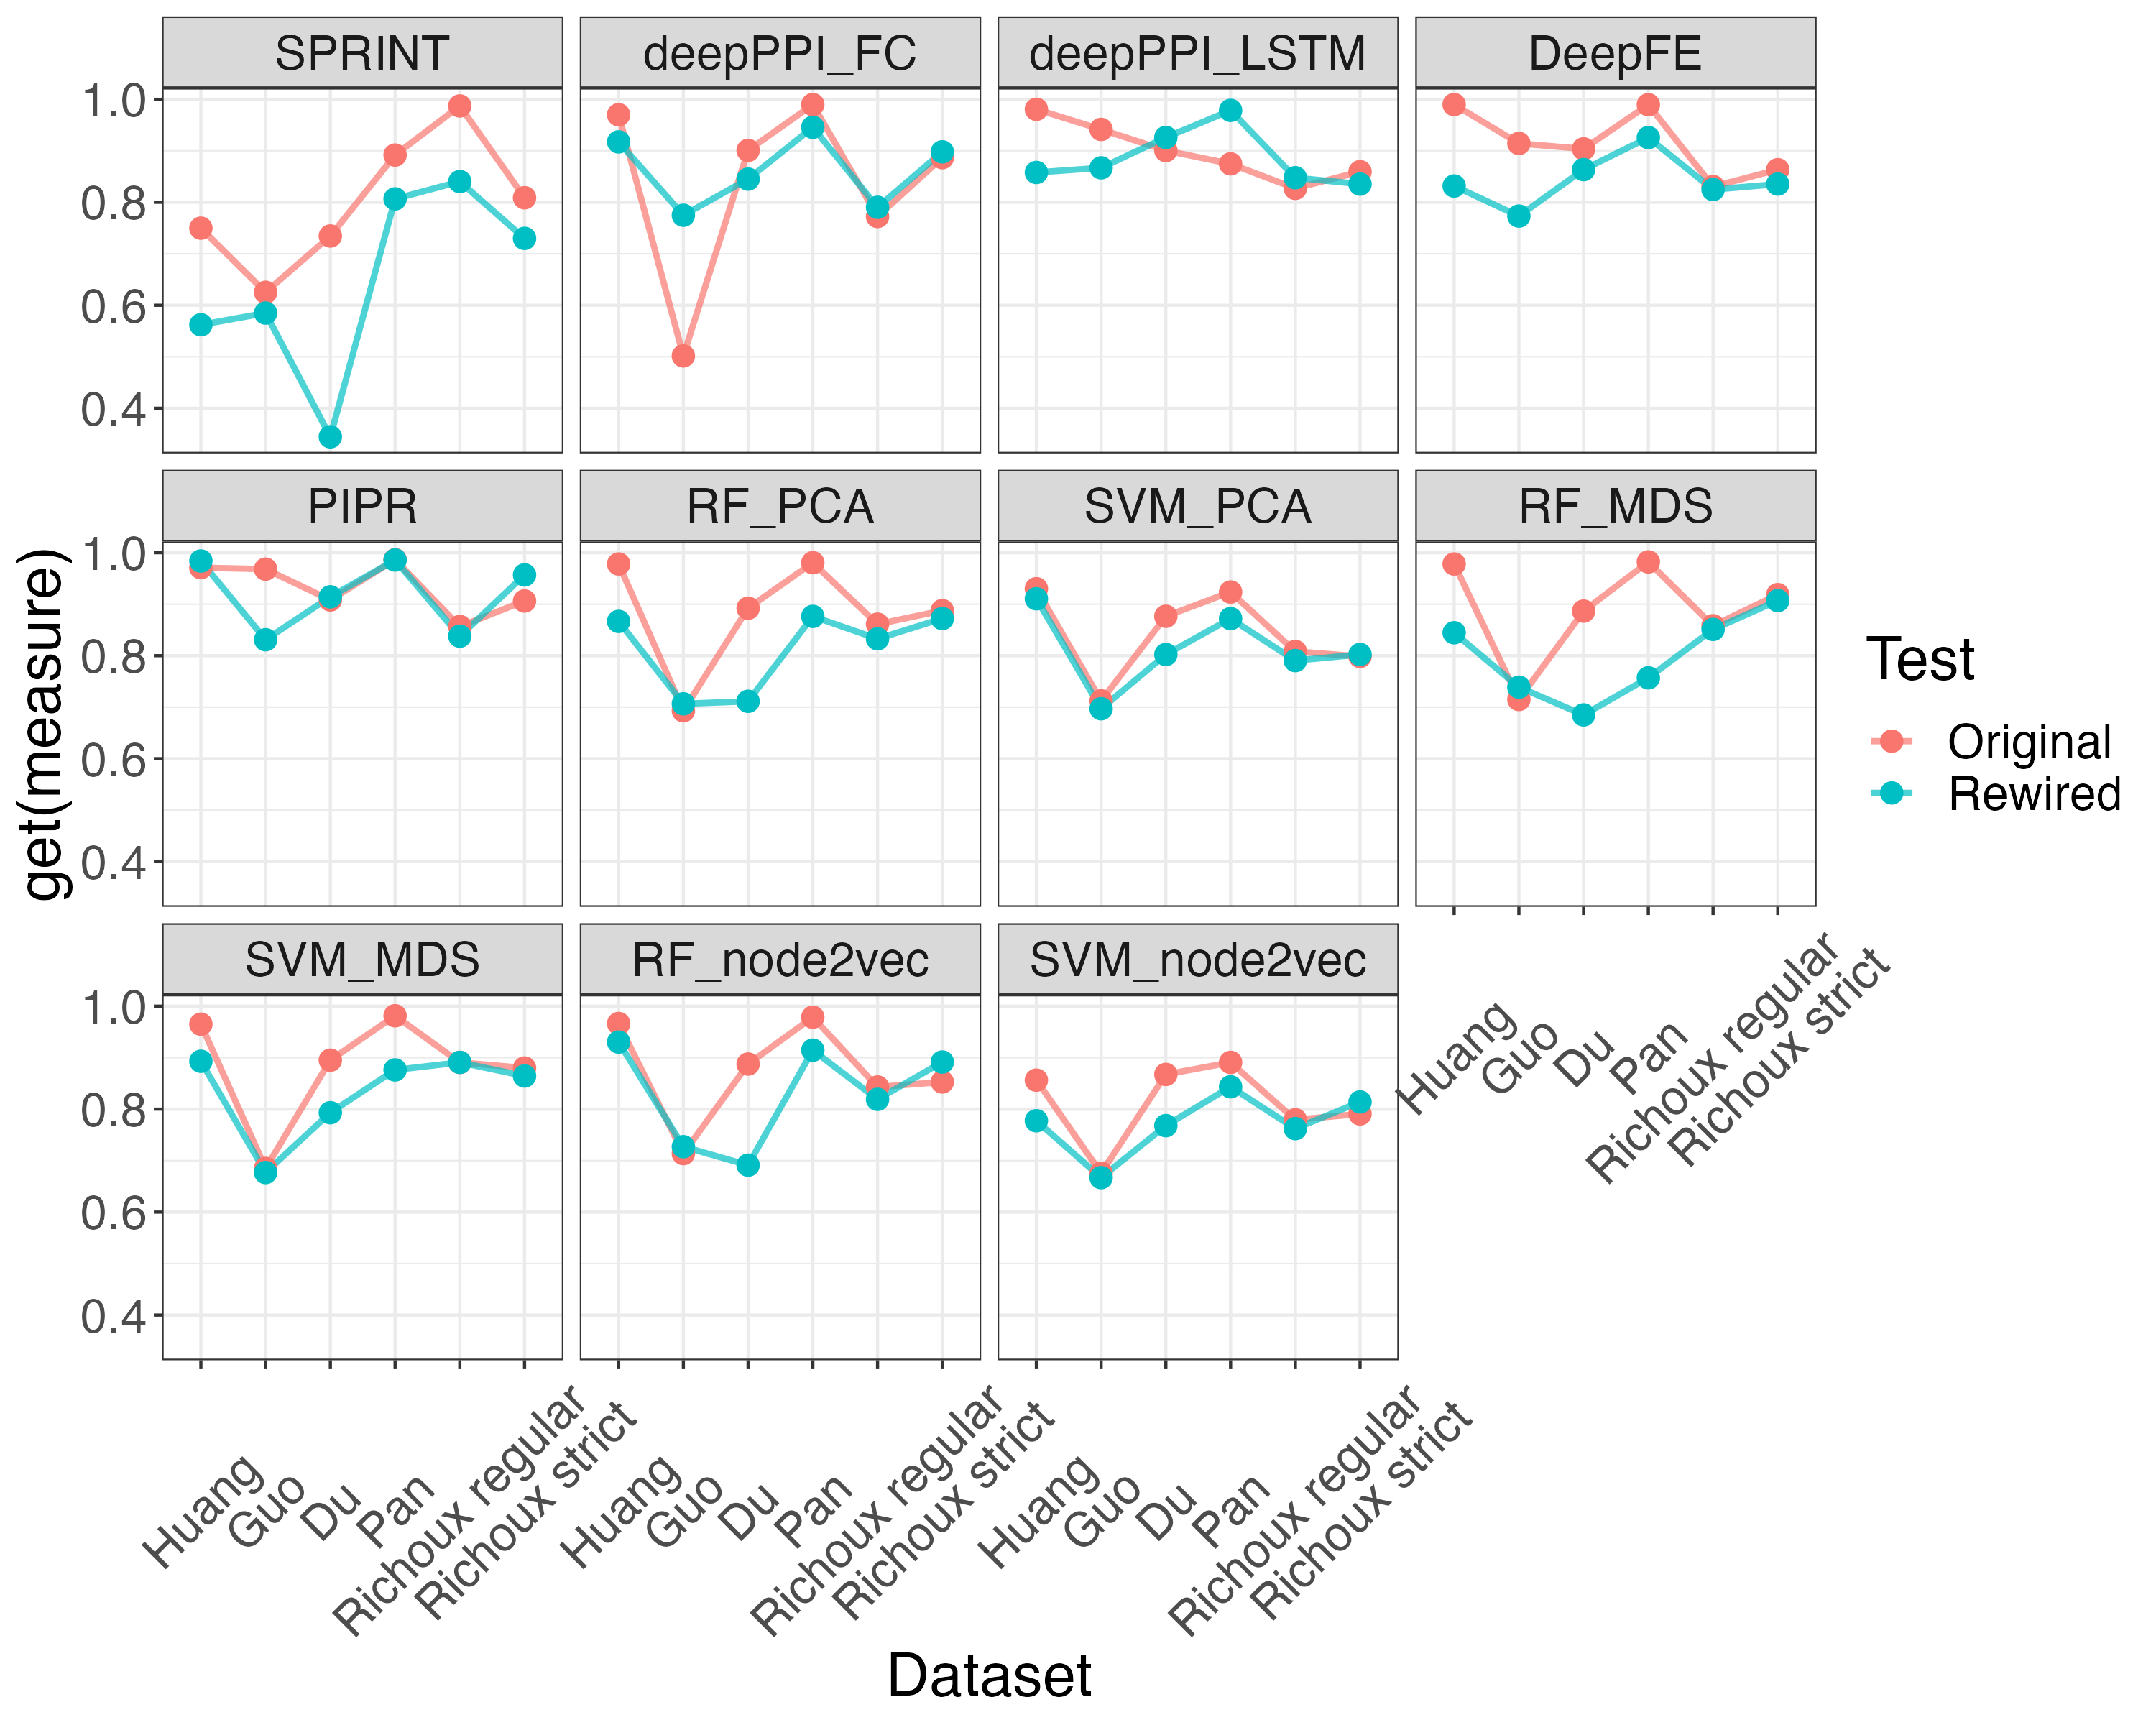 SPRINT
deepPPI_FC
deepPPI_LSTM
DeepFE
1.0
0.8
0.6
0.4
PIPR
RF_PCA
SVM_PCA
RF_MDS
1.0
0.8
0.6
0.4
get(measure)
SVM_MDS
RF_node2vec
SVM_node2vec
1.0
0.8
0.6
0.4
Huang
Guo
Du
Pan
Richoux regular
Richoux strict
Huang
Guo
Du
Pan
Richoux regular
Richoux strict
Huang
Guo
Du
Pan
Richoux regular
Richoux strict
Huang
Guo
Du
Pan
Richoux regular
Richoux strict
Dataset
Test
Original
Rewired